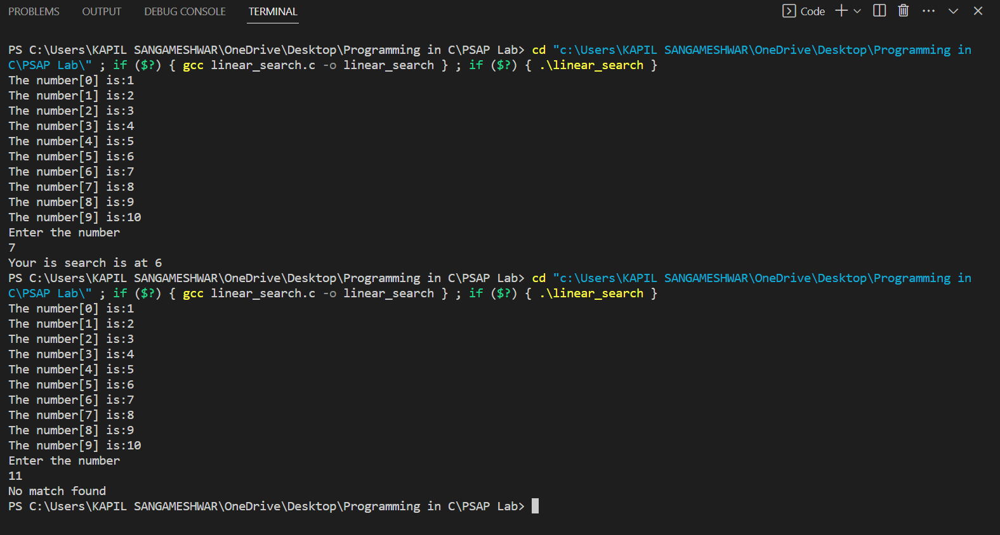 PROBLEMS OUTPUT DEBUG CONSOLE TERMINAL Code
PS C:\Users\KAPIL SANGAMESHWAR\OneDrive\Desktop\Programming in C\PSAP Lab> cd "c:\Users\KAPIL SANGAMESHWAR\OneDrive\Desktop\Programming in
C\PSAP Lab\" ; if ($?) { gcc linear_search.c -o linear_search } ; if ($?) { .\linear_search }
The number[0] is:1
The number[1] is:2
The number[2] is:3
The number[3] is:4
The number[4] is:5
The number[5] is:6
The number[6] is:7
The number[7] is:8
The number[8] is:9
The number[9] is:10
Enter the number
7
Your is search is at 6
PS C:\Users\KAPIL SANGAMESHWAR\OneDrive\Desktop\Programming in C\PSAP Lab> cd "c:\Users\KAPIL SANGAMESHWAR\OneDrive\Desktop\Programming in
C\PSAP Lab\" ; if ($?) { gcc linear_search.c -o linear_search } ; if ($?) { .\linear_search }
The number[0] is:1
The number[1] is:2
The number[2] is:3
The number[3] is:4
The number[4] is:5
The number[5] is:6
The number[6] is:7
The number[7] is:8
The number[8] is:9
The number[9] is:10
Enter the number
11
No match found
PS C:\Users\KAPIL SANGAMESHWAR\OneDrive\Desktop\Programming in C\PSAP Lab>